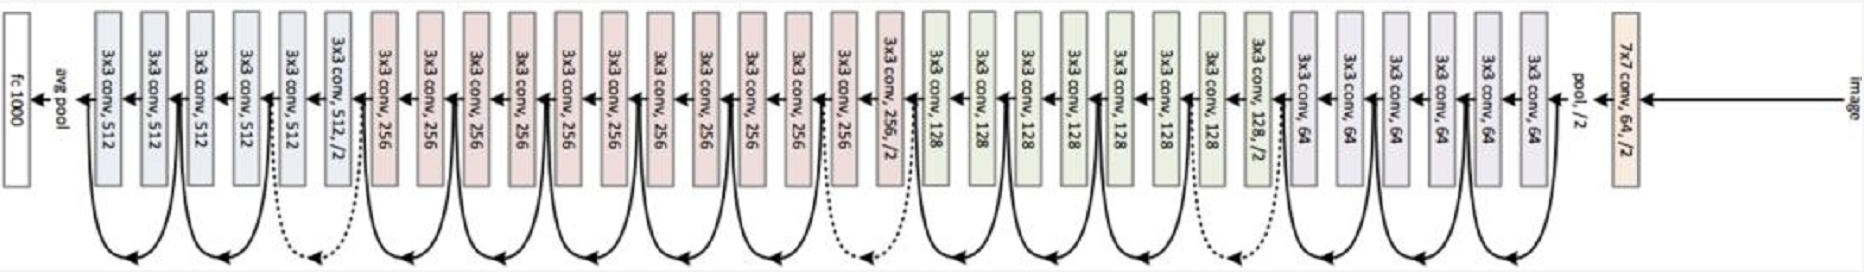 image
7x7 conv, 64, /2
pool, /2
3x3 conv, 64
3x3 conv, 64
3x3 conv, 64
3x3 conv, 64
3x3 conv, 64
3x3 conv, 64
3x3 conv, 128, /2
3x3 conv, 128
3x3 conv, 128
3x3 conv, 128
3x3 conv, 128
3x3 conv, 128
3x3 conv, 128
3x3 conv, 128
3x3 conv, 256, /2
3x3 conv, 256
3x3 conv, 256
3x3 conv, 256
3x3 conv, 256
3x3 conv, 256
3x3 conv, 256
3x3 conv, 256
3x3 conv, 256
3x3 conv, 256
3x3 conv, 256
3x3 conv, 256
3x3 conv, 512, /2
3x3 conv, 512
3x3 conv, 512
3x3 conv, 512
3x3 conv, 512
3x3 conv, 512
avg pool
fc 1000